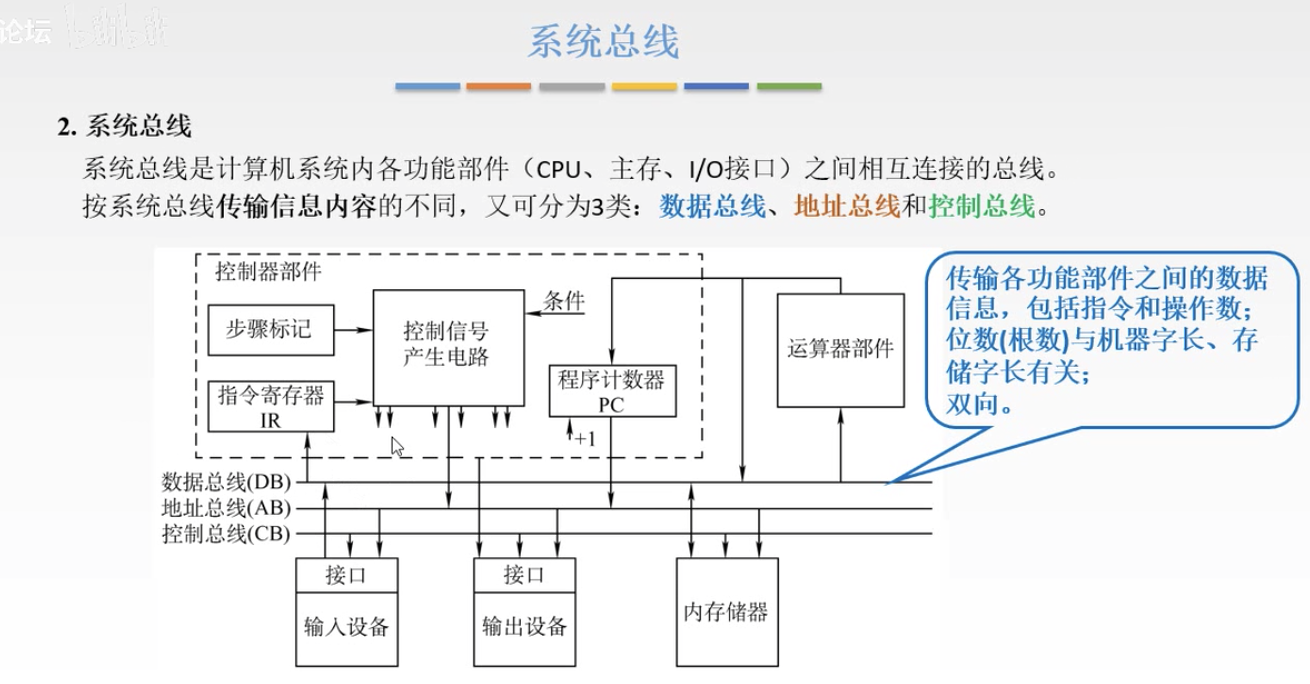 论坛
系统总线
2. 系统总线
系统总线是计算机系统内各功能部件（CPU、主存、I/O接口）之间相互连接的总线。
按系统总线传输信息内容的不同，又可分为3类：数据总线、地址总线和控制总线。
控制器部件
步骤标记
控制信号
产生电路
条件
指令寄存器
IR
程序计数器
PC
+1
运算器部件
传输各功能部件之间的数据
信息，包括指令和操作数；
位数(根数)与机器字长、存
储字长有关；
双向。
数据总线(DB)
地址总线(AB)
控制总线(CB)
接口
输入设备
接口
输出设备
内存储器